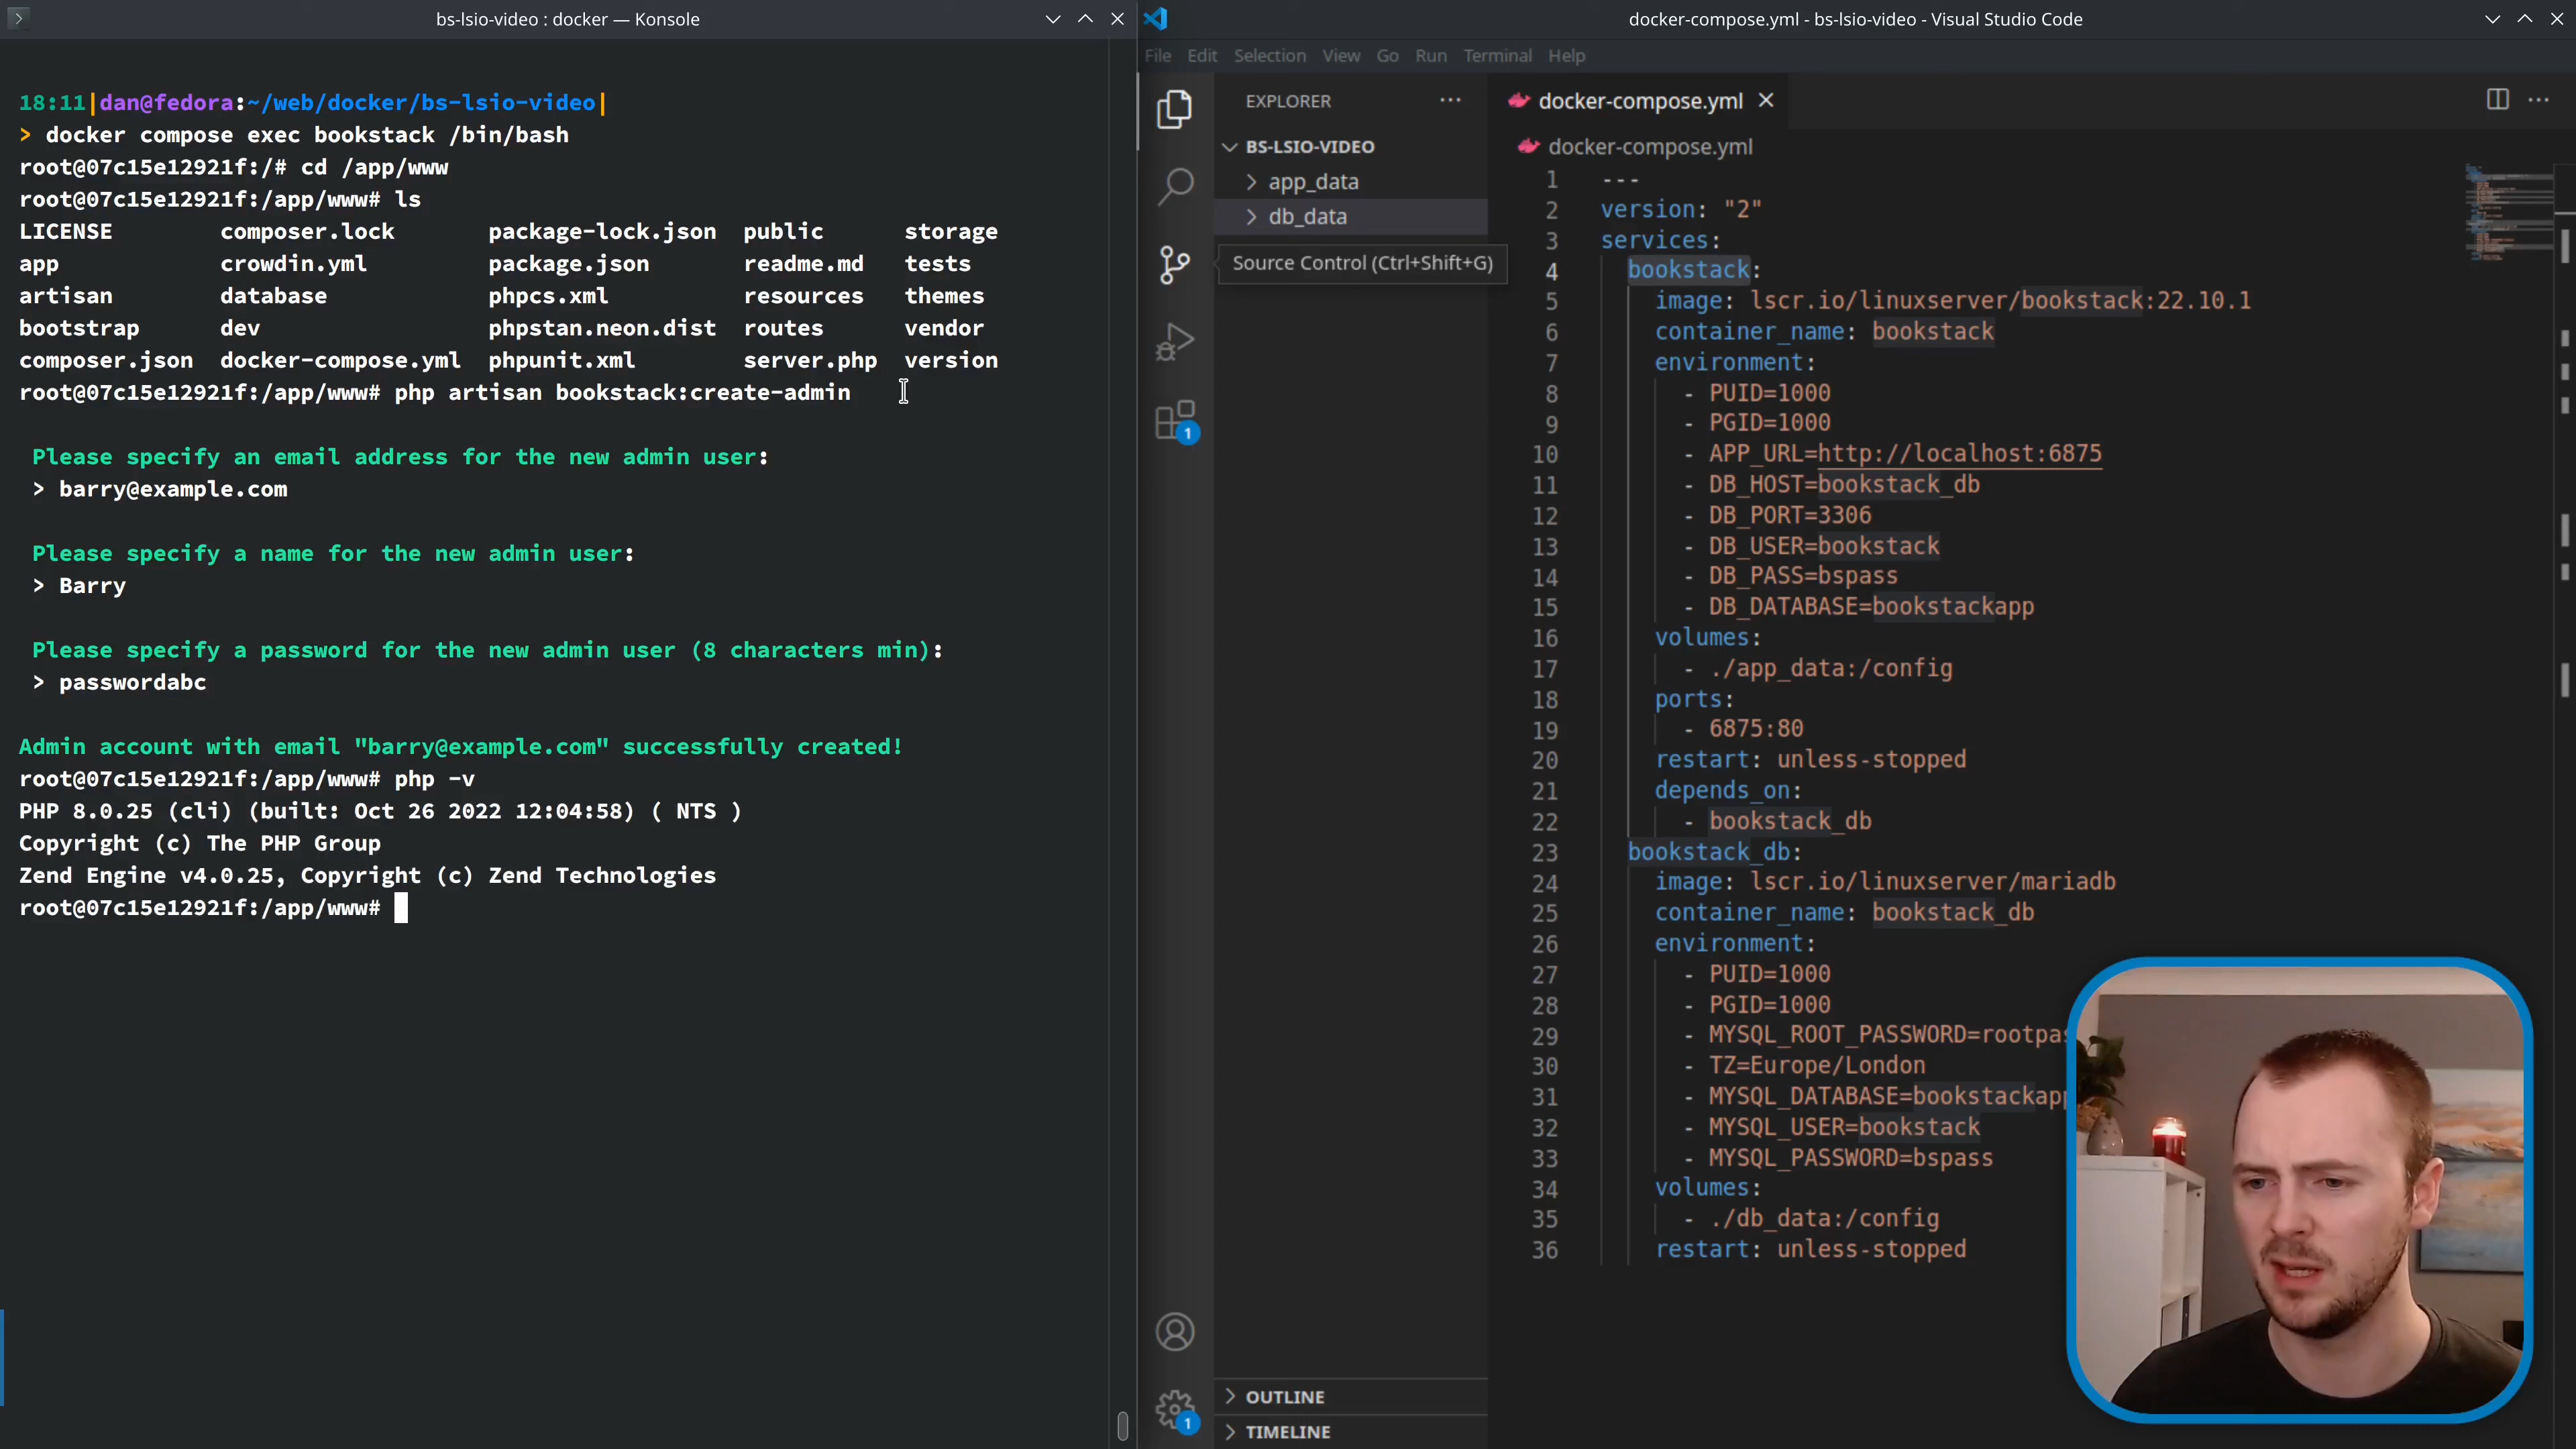 bs-lsio-video : docker — Konsole
18:11|dan@fedora:~/web/docker/bs-lsio-video|
> docker compose exec bookstack /bin/bash
root@07c15e12921f:/# cd /app/www
root@07c15e12921f:/app/www# ls
LICENSE composer.lock package-lock.json public storage
app crowdin.yml package.json readme.md tests
artisan database phpcs.xml resources themes
bootstrap dev phpstan.neon.dist routes vendor
composer.json docker-compose.yml phpunit.xml server.php version
root@07c15e12921f:/app/www# php artisan bookstack:create-admin
Please specify an email address for the new admin user:
> barry@example.com
Please specify a name for the new admin user:
> Barry
Please specify a password for the new admin user (8 characters min):
> passwordabc
Admin account with email "barry@example.com" successfully created!
root@07c15e12921f:/app/www# php -v
PHP 8.0.25 (cli) (built: Oct 26 2022 12:04:58) ( NTS )
Copyright (c) The PHP Group
Zend Engine v4.0.25, Copyright (c) Zend Technologies
root@07c15e12921f:/app/www#
docker-compose.yml - bs-lsio-video - Visual Studio Code
File Edit Selection View Go Run Terminal Help
EXPLORER
BS-LSIO-VIDEO
app_data
db_data
Source Control (Ctrl+Shift+G)
1
1
OUTLINE
TIMELINE
docker-compose.yml
docker-compose.yml
1 ---
2 version: "2"
3 services:
4 bookstack:
5 image: lscr.io/linuxserver/bookstack:22.10.1
6 container_name: bookstack
7 environment:
8 - PUID=1000
9 - PGID=1000
10 - APP_URL=http://localhost:6875
11 - DB_HOST=bookstack_db
12 - DB_PORT=3306
13 - DB_USER=bookstack
14 - DB_PASS=bspass
15 - DB_DATABASE=bookstackapp
16 volumes:
17 - ./app_data:/config
18 ports:
19 - 6875:80
20 restart: unless-stopped
21 depends_on:
22 - bookstack_db
23 bookstack_db:
24 image: lscr.io/linuxserver/mariadb
25 container_name: bookstack_db
26 environment:
27 - PUID=1000
28 - PGID=1000
29 - MYSQL_ROOT_PASSWORD=rootpas
30 - TZ=Europe/London
31 - MYSQL_DATABASE=bookstackapp
32 - MYSQL_USER=bookstack
33 - MYSQL_PASSWORD=bspass
34 volumes:
35 - ./db_data:/config
36 restart: unless-stopped